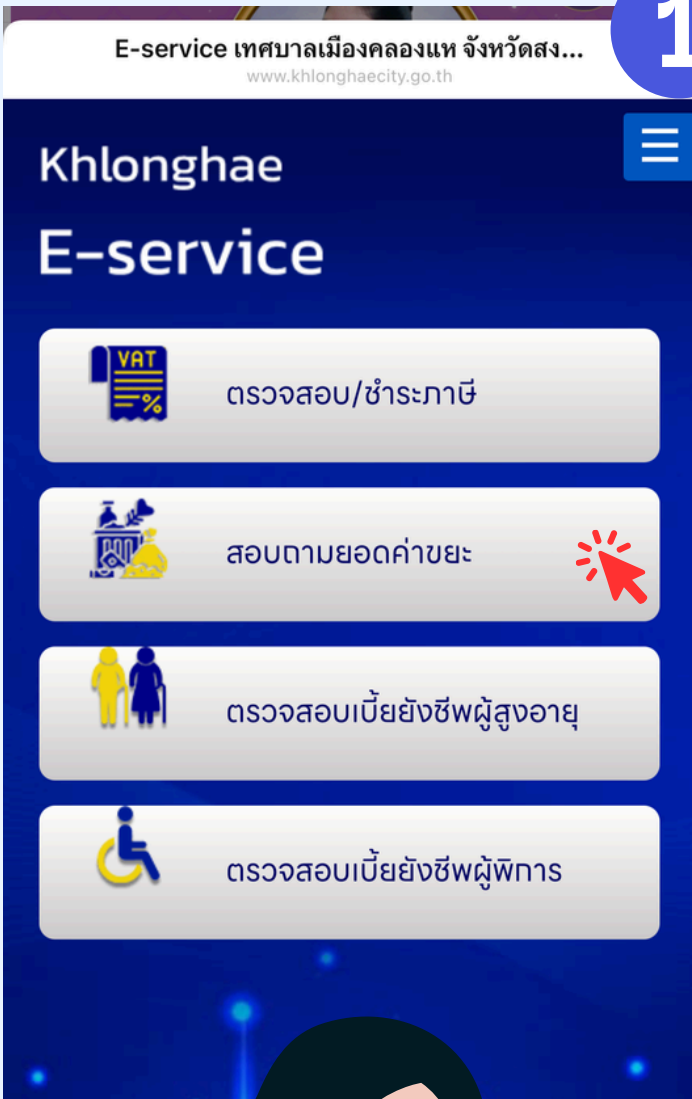 1
E-service เทศบาลเมืองคลองแห จังหวัดสง...
www.khlonghaecity.go.th
Khlonghae
E-service
VAT
%
ตรวจสอบ/ชำระภาษี
สอบถามยอดค่าขยะ
ตรวจสอบเบี้ยยังชีพผู้สูงอายุ
ตรวจสอบเบี้ยยังชีพผู้พิการ